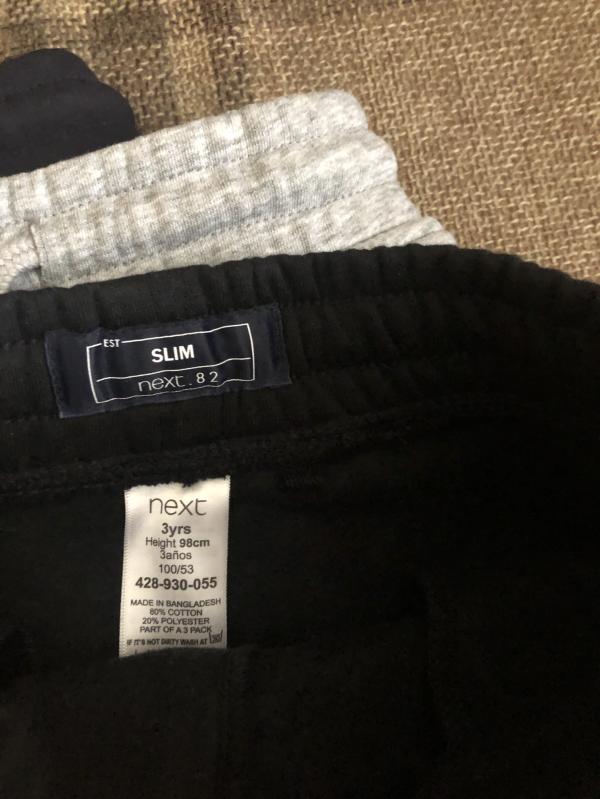 EST
SLIM
next.82
next
3yrs
Height 98cm
3años
100/53
428-930-055
MADE IN BANGLADESH
80% COTTON
20% POLYESTER
PART OF A 3 PACK
IF IT'S NOT DIRTY WASH AT